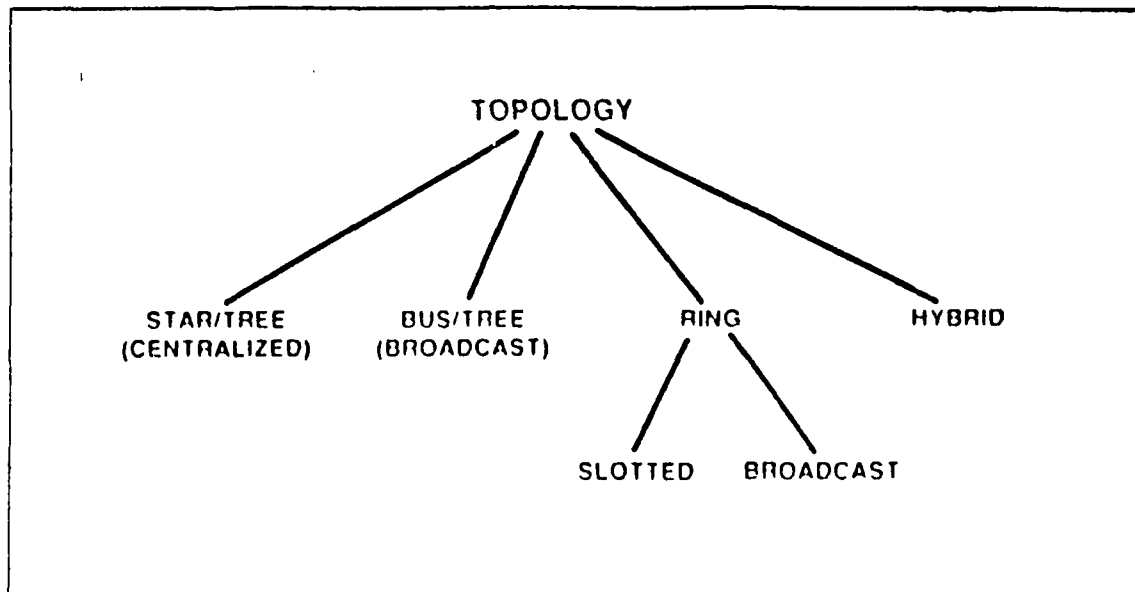 TOPOLOGY
STAR/TREE
(CENTRALIZED)
BUS/TREE
(BROADCAST)
RING
HYBRID
SLOTTED
BROADCAST